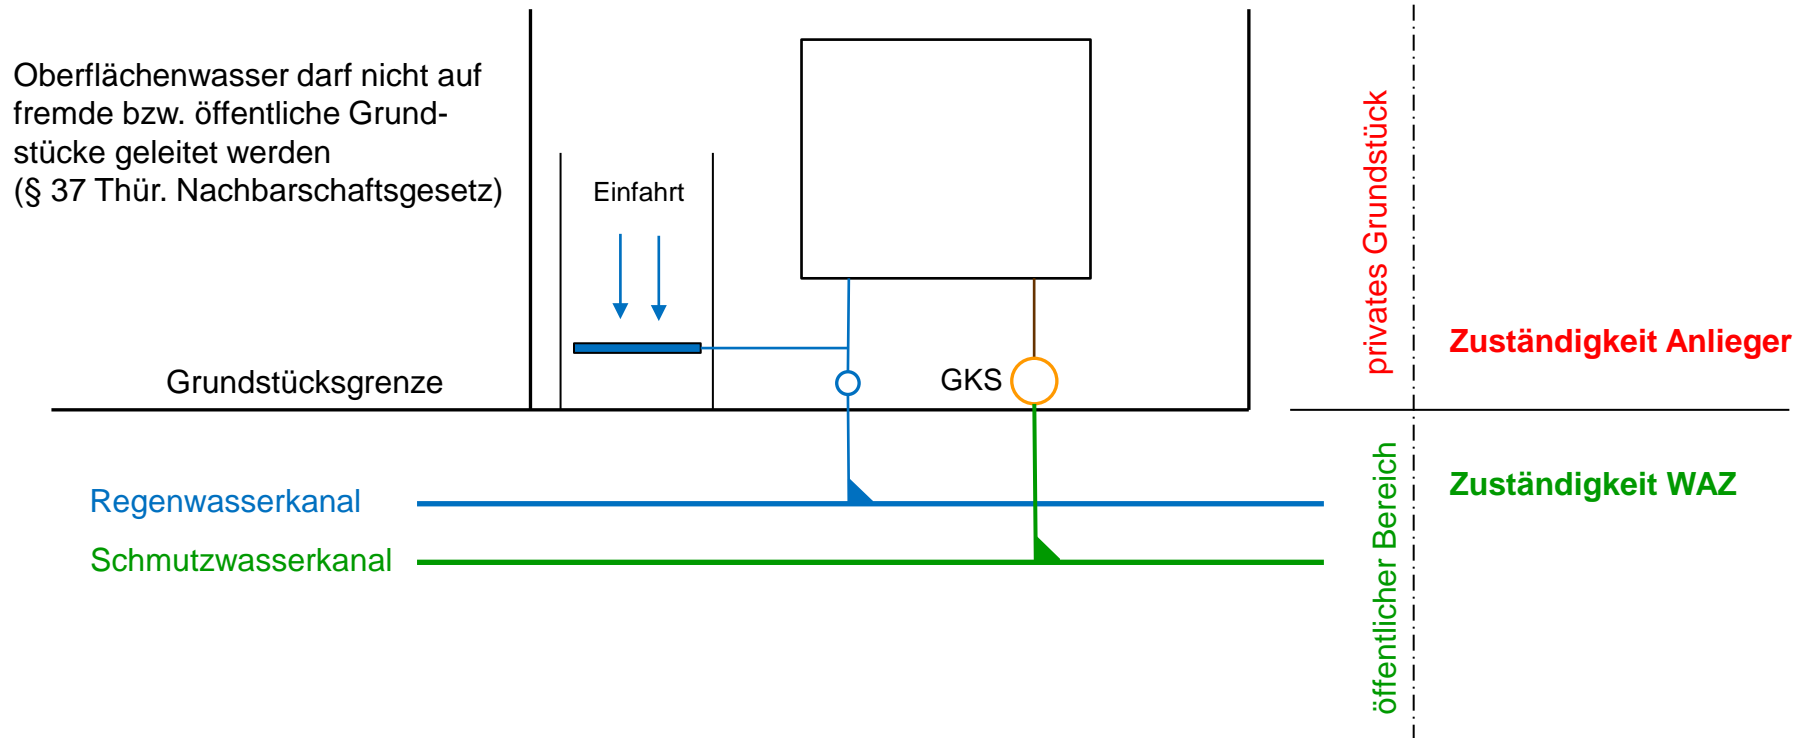 Oberflächenwasser darf nicht auf
fremde bzw. öffentliche Grund-
stücke geleitet werden
(§ 37 Thür. Nachbarschaftsgesetz)
Einfahrt
privates Grundstück
Zuständigkeit Anlieger
Grundstücksgrenze
GKS
Regenwasserkanal
Schmutzwasserkanal
öffentlicher Bereich
Zuständigkeit WAZ